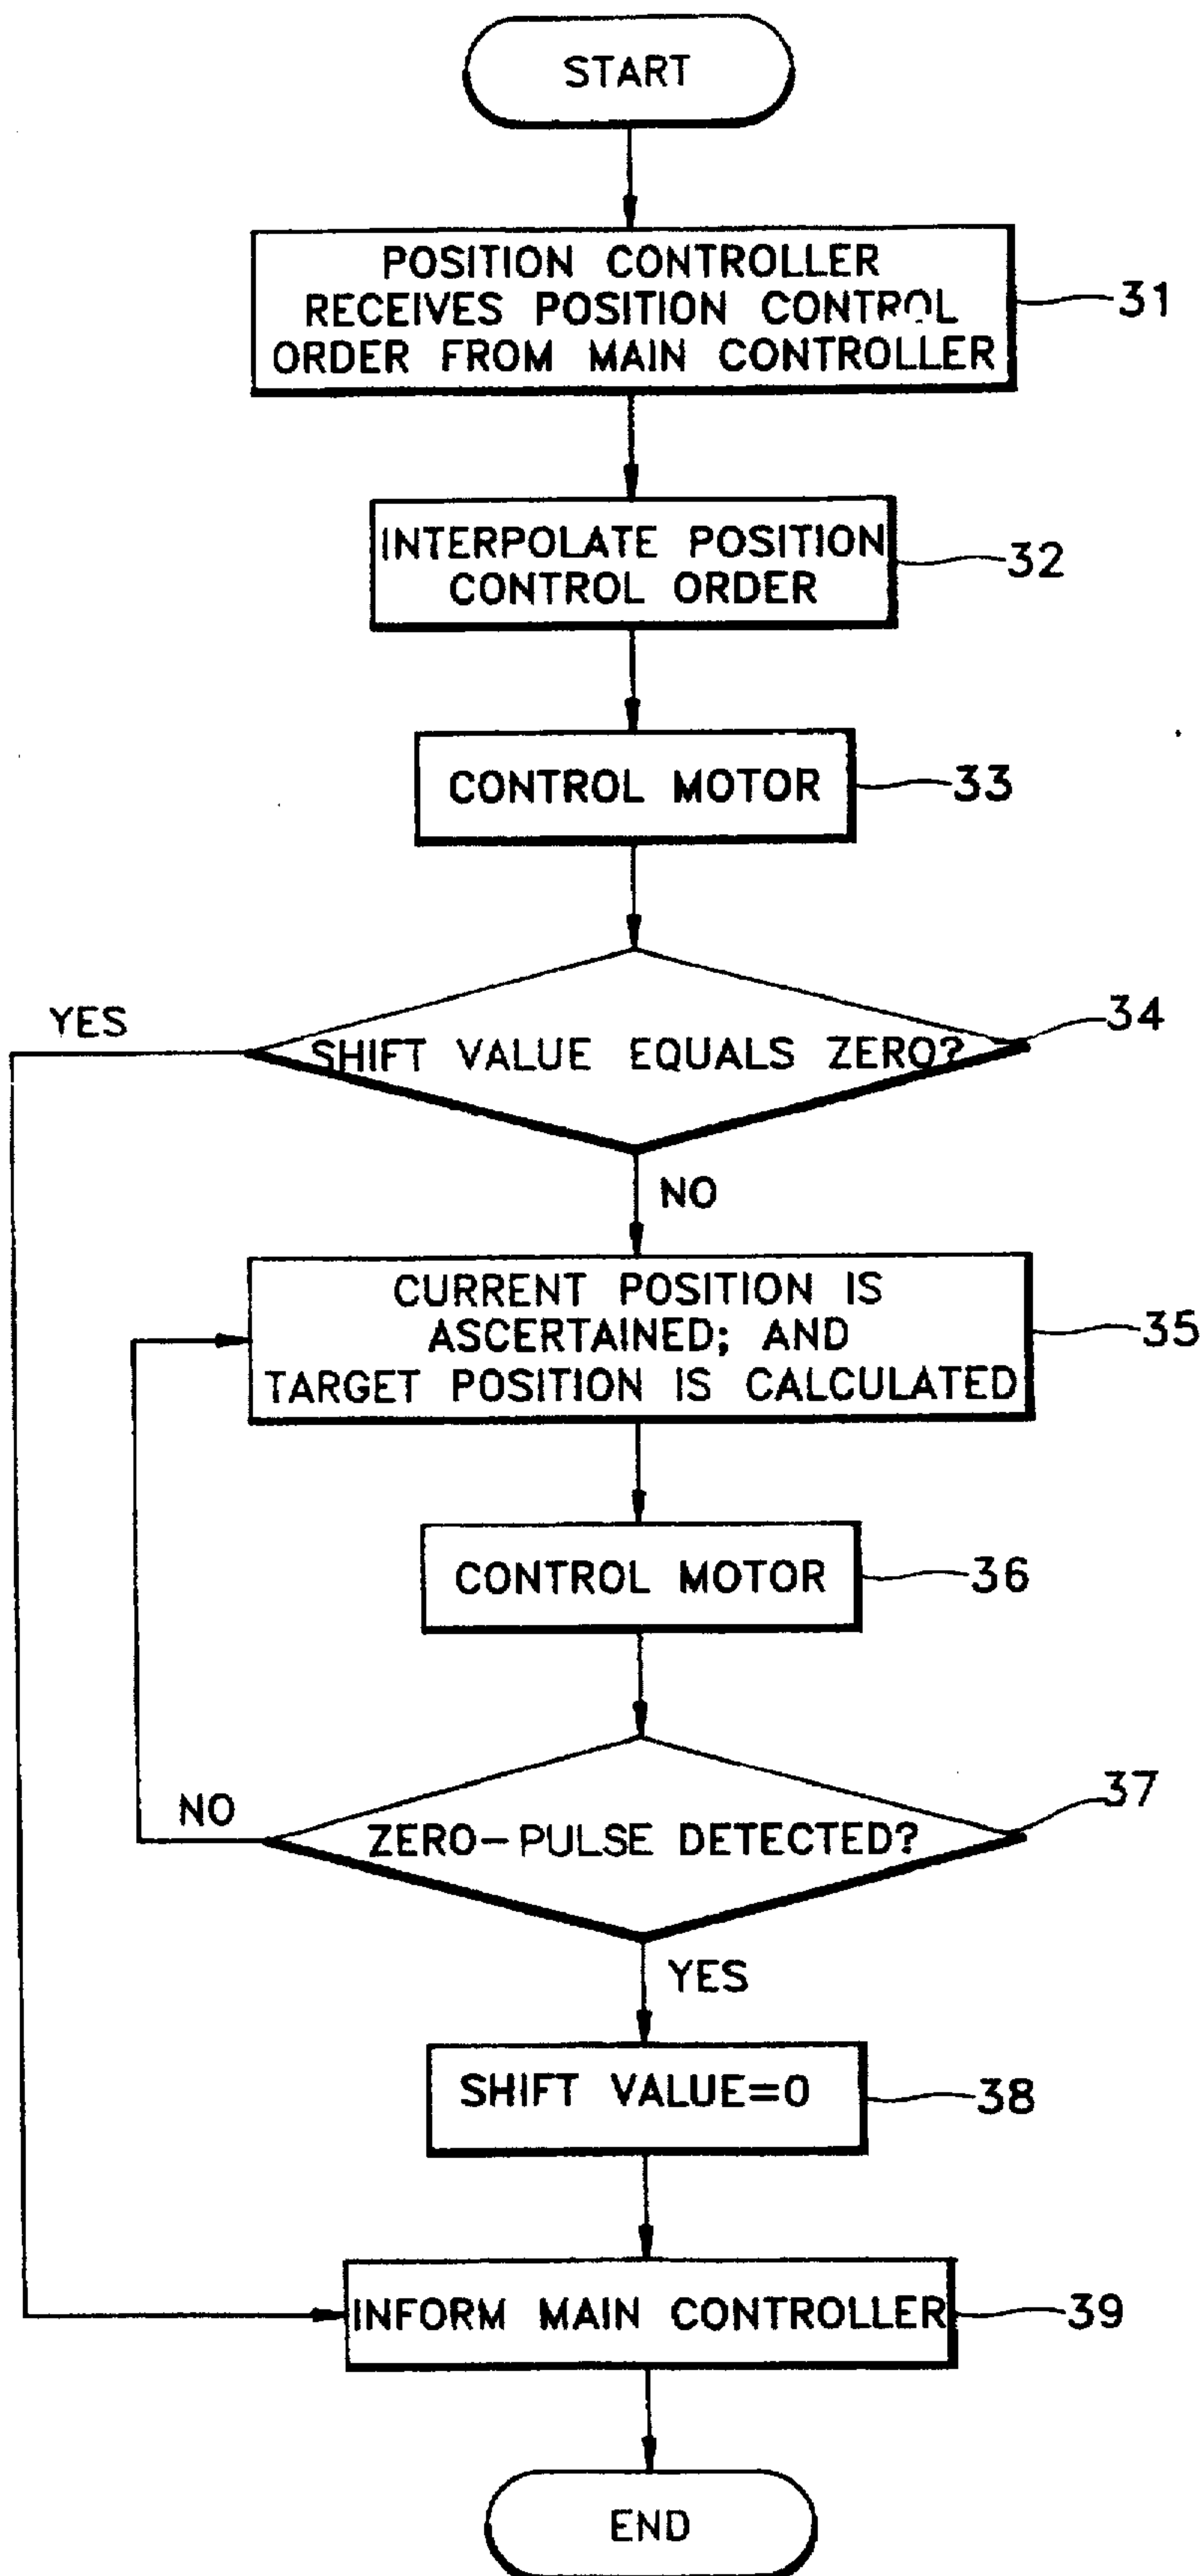 START
POSITION CONTROLLER
RECEIVES POSITION CONTROL
ORDER FROM MAIN CONTROLLER
31
INTERPOLATE POSITION
CONTROL ORDER
32
CONTROL MOTOR
33
YES
SHIFT VALUE EQUALS ZERO?
34
NO
CURRENT POSITION IS
ASCERTAINED; AND
TARGET POSITION IS CALCULATED
35
CONTROL MOTOR
36
NO
ZERO-PULSE DETECTED?
37
YES
SHIFT VALUE=0
38
INFORM MAIN CONTROLLER
39
END